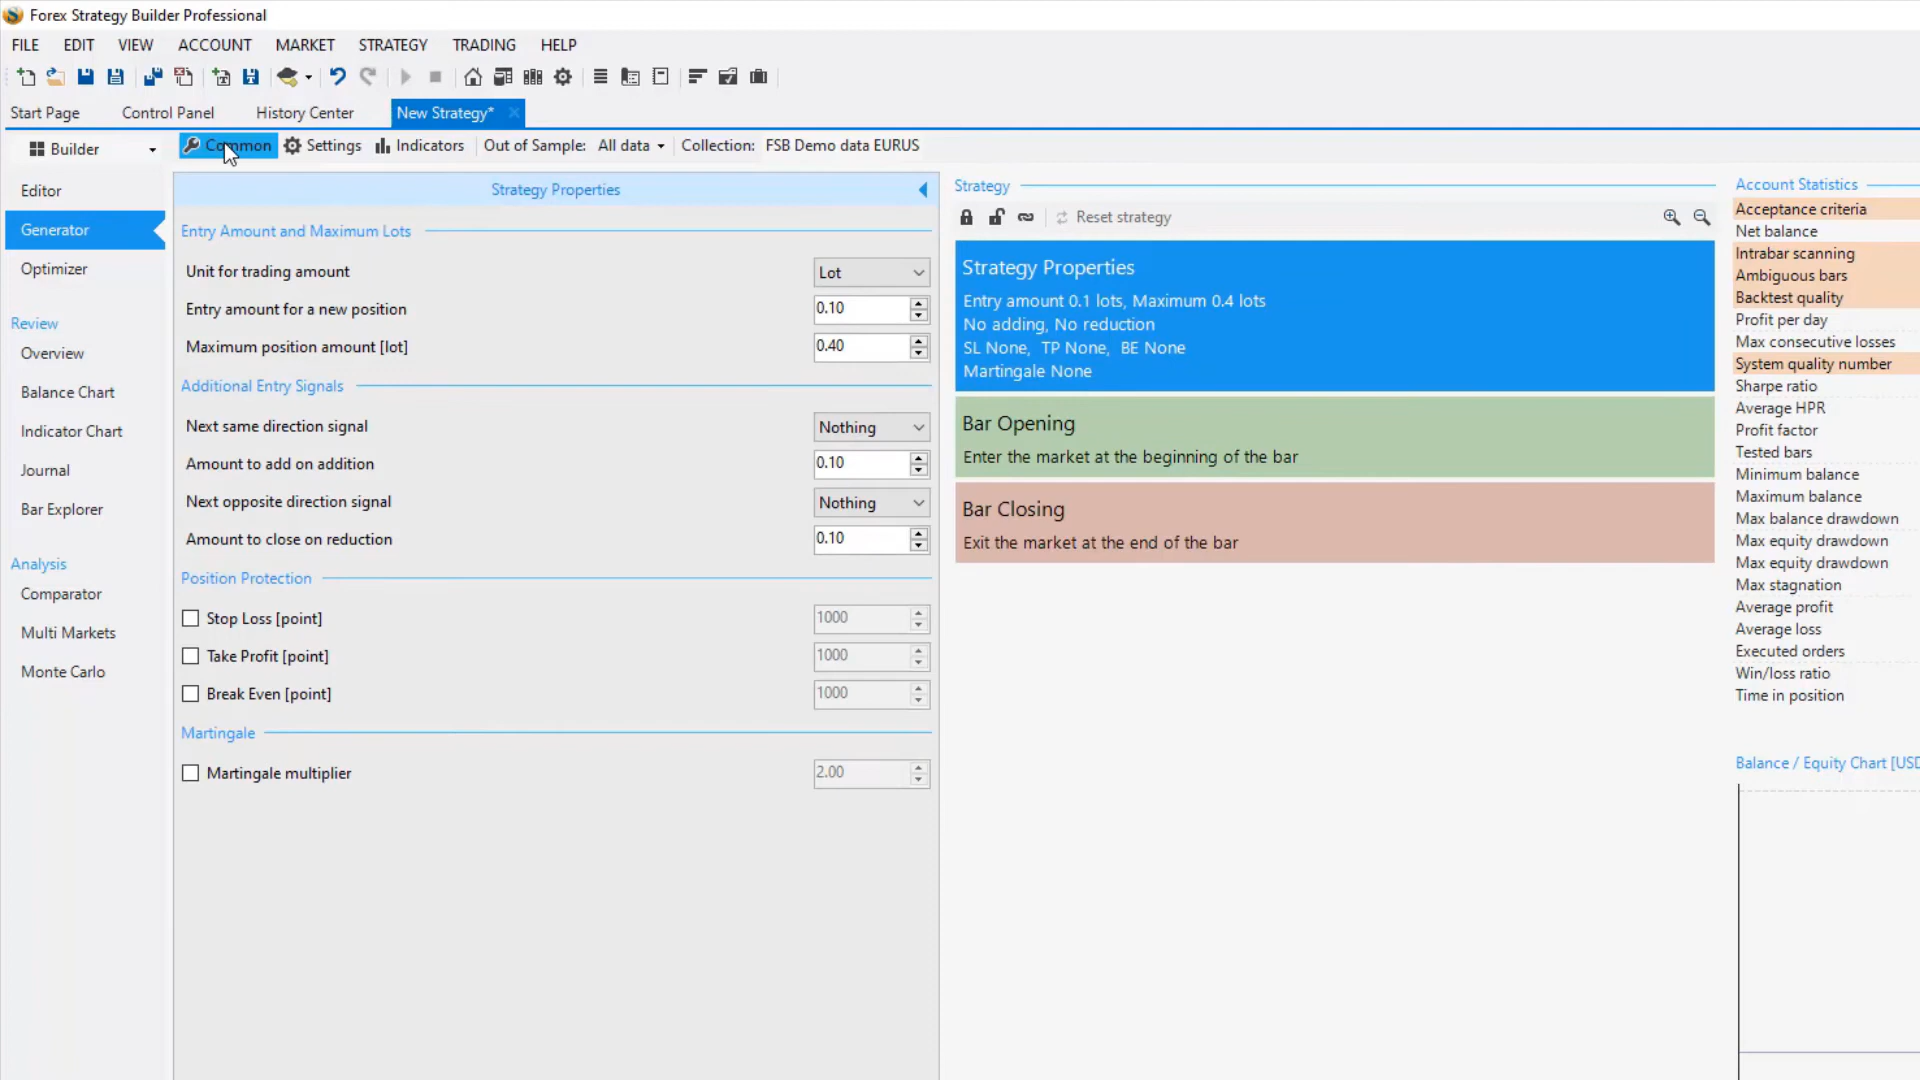 Forex Strategy Builder Professional
FILE EDIT VIEW ACCOUNT MARKET STRATEGY TRADING HELP
Start Page Control Panel History Center New Strategy*
Builder Common Settings Indicators Out of Sample: All data Collection: FSB Demo data EURUS
Editor
Generator
Optimizer
Review
Overview
Balance Chart
Indicator Chart
Journal
Bar Explorer
Analysis
Comparator
Multi Markets
Monte Carlo
Strategy Properties
Entry Amount and Maximum Lots
Unit for trading amount Lot
Entry amount for a new position 0.10
Maximum position amount [lot] 0.40
Additional Entry Signals
Next same direction signal Nothing
Amount to add on addition 0.10
Next opposite direction signal Nothing
Amount to close on reduction 0.10
Position Protection
Stop Loss [point] 1000
Take Profit [point] 1000
Break Even [point] 1000
Martingale
Martingale multiplier 2.00
Strategy
Reset strategy
Strategy Properties
Entry amount 0.1 lots, Maximum 0.4 lots
No adding, No reduction
SL None, TP None, BE None
Martingale None
Bar Opening
Enter the market at the beginning of the bar
Bar Closing
Exit the market at the end of the bar
Account Statistics
Acceptance criteria
Net balance
Intrabar scanning
Ambiguous bars
Backtest quality
Profit per day
Max consecutive losses
System quality number
Sharpe ratio
Average HPR
Profit factor
Tested bars
Minimum balance
Maximum balance
Max balance drawdown
Max equity drawdown
Max equity drawdown
Max stagnation
Average profit
Average loss
Executed orders
Win/loss ratio
Time in position
Balance / Equity Chart [USD